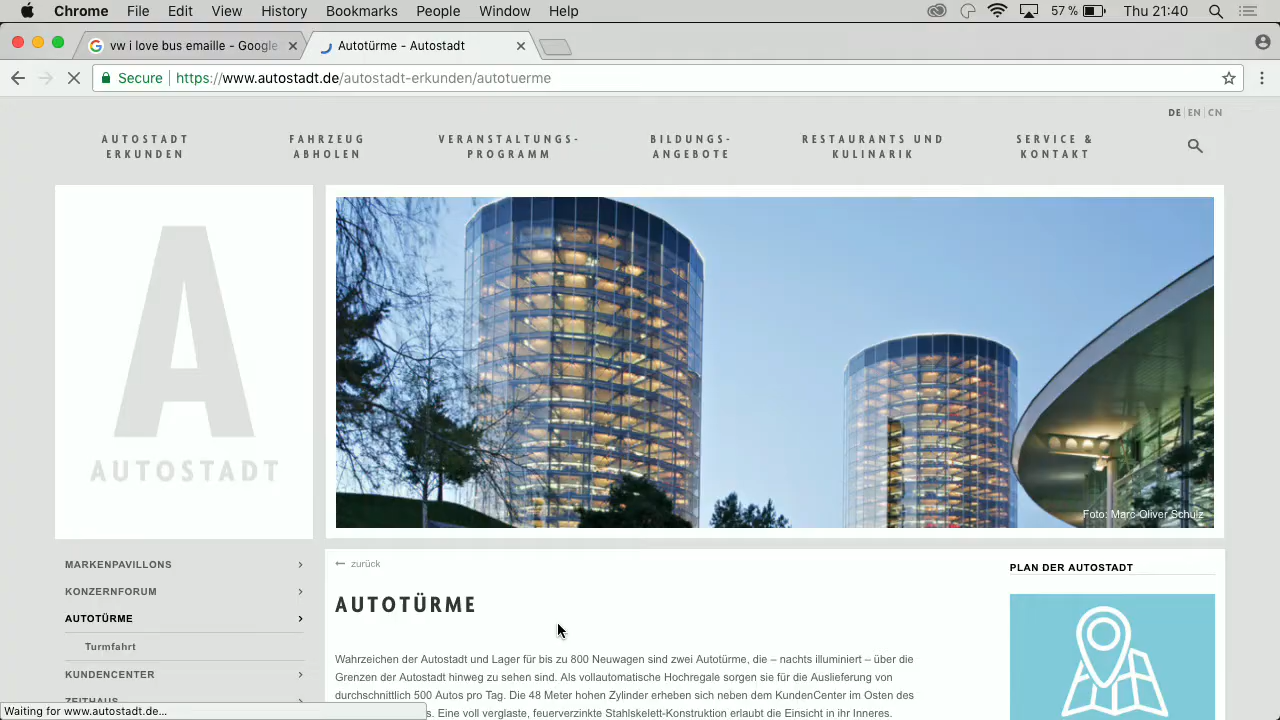 Chrome File Edit View History Bookmarks People Window Help 57 % Thu 21:40
vw i love bus emaille - Google
Autotürme - Autostadt
Secure https://www.autostadt.de/autostadt-erkunden/autotuerme
DE EN CN
AUTOSTADT ERKUNDEN
FAHRZEUG ABHOLEN
VERANSTALTUNGS-PROGRAMM
BILDUNGS-ANGEBOTE
RESTAURANTS UND KULINARIK
SERVICE & KONTAKT
A
AUTOSTADT
Foto: Marc-Oliver Schulz
MARKENPAVILLONS
KONZERNFORUM
AUTOTÜRME
Turmfahrt
KUNDENCENTER
ZEITHAUS
zurück
AUTOTÜRME
Wahrzeichen der Autostadt und Lager für bis zu 800 Neuwagen sind zwei Autotürme, die – nachts illuminiert – über die
Grenzen der Autostadt hinweg zu sehen sind. Als vollautomatische Hochregale sorgen sie für die Auslieferung von
durchschnittlich 500 Autos pro Tag. Die 48 Meter hohen Zylinder erheben sich neben dem KundenCenter im Osten des
s. Eine voll verglaste, feuerverzinkte Stahlskelett-Konstruktion erlaubt die Einsicht in ihr Inneres.
PLAN DER AUTOSTADT
Waiting for www.autostadt.de...